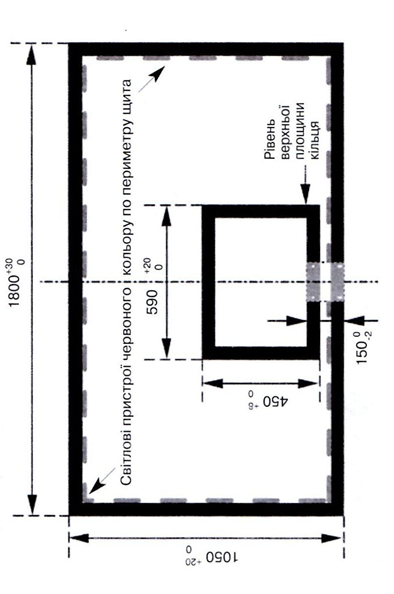 1800 +30 0
Світлові пристрої червоного кольору по периметру щита
590 +20 0
Рівень
верхньої
площини
кільця
450 +8 0
150 0 -2
1050 +20 0